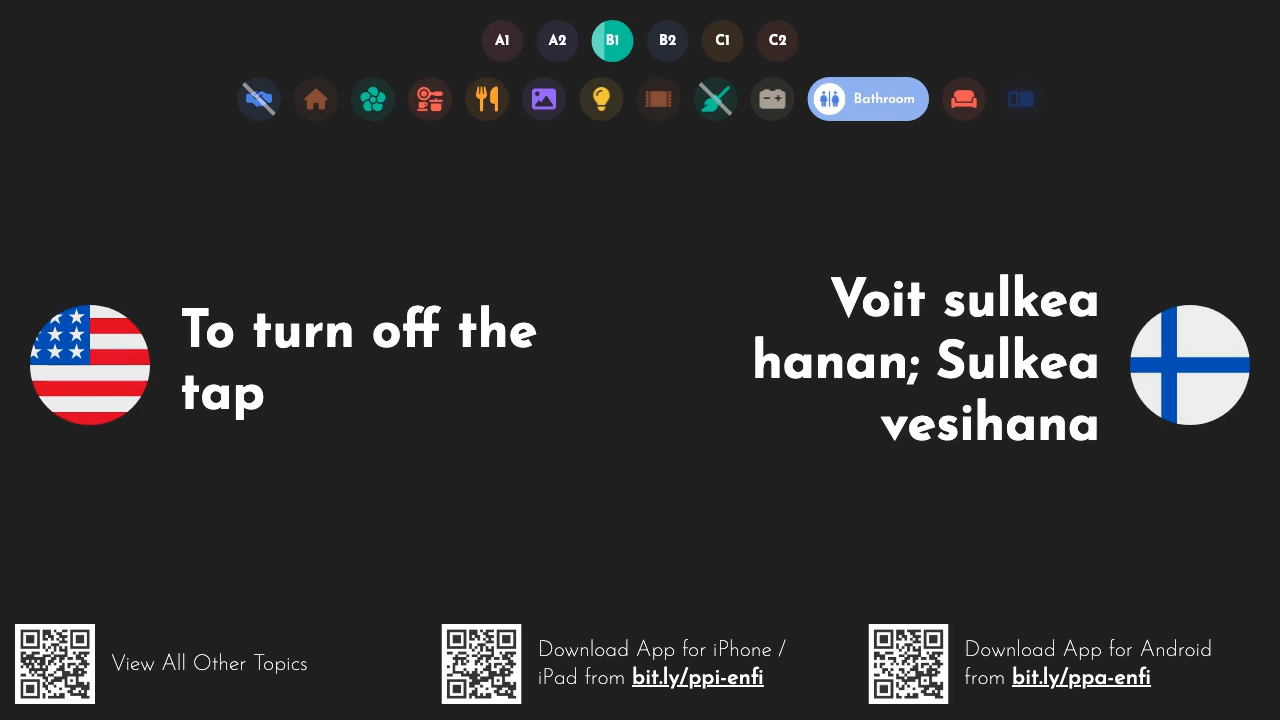 A1 A2 B1 B2 C1 C2
Bathroom
To turn off the
tap
Voit sulkea
hanan; Sulkea
vesihana
View All Other Topics
Download App for iPhone /
iPad from bit.ly/ppi-enfi
Download App for Android
from bit.ly/ppa-enfi